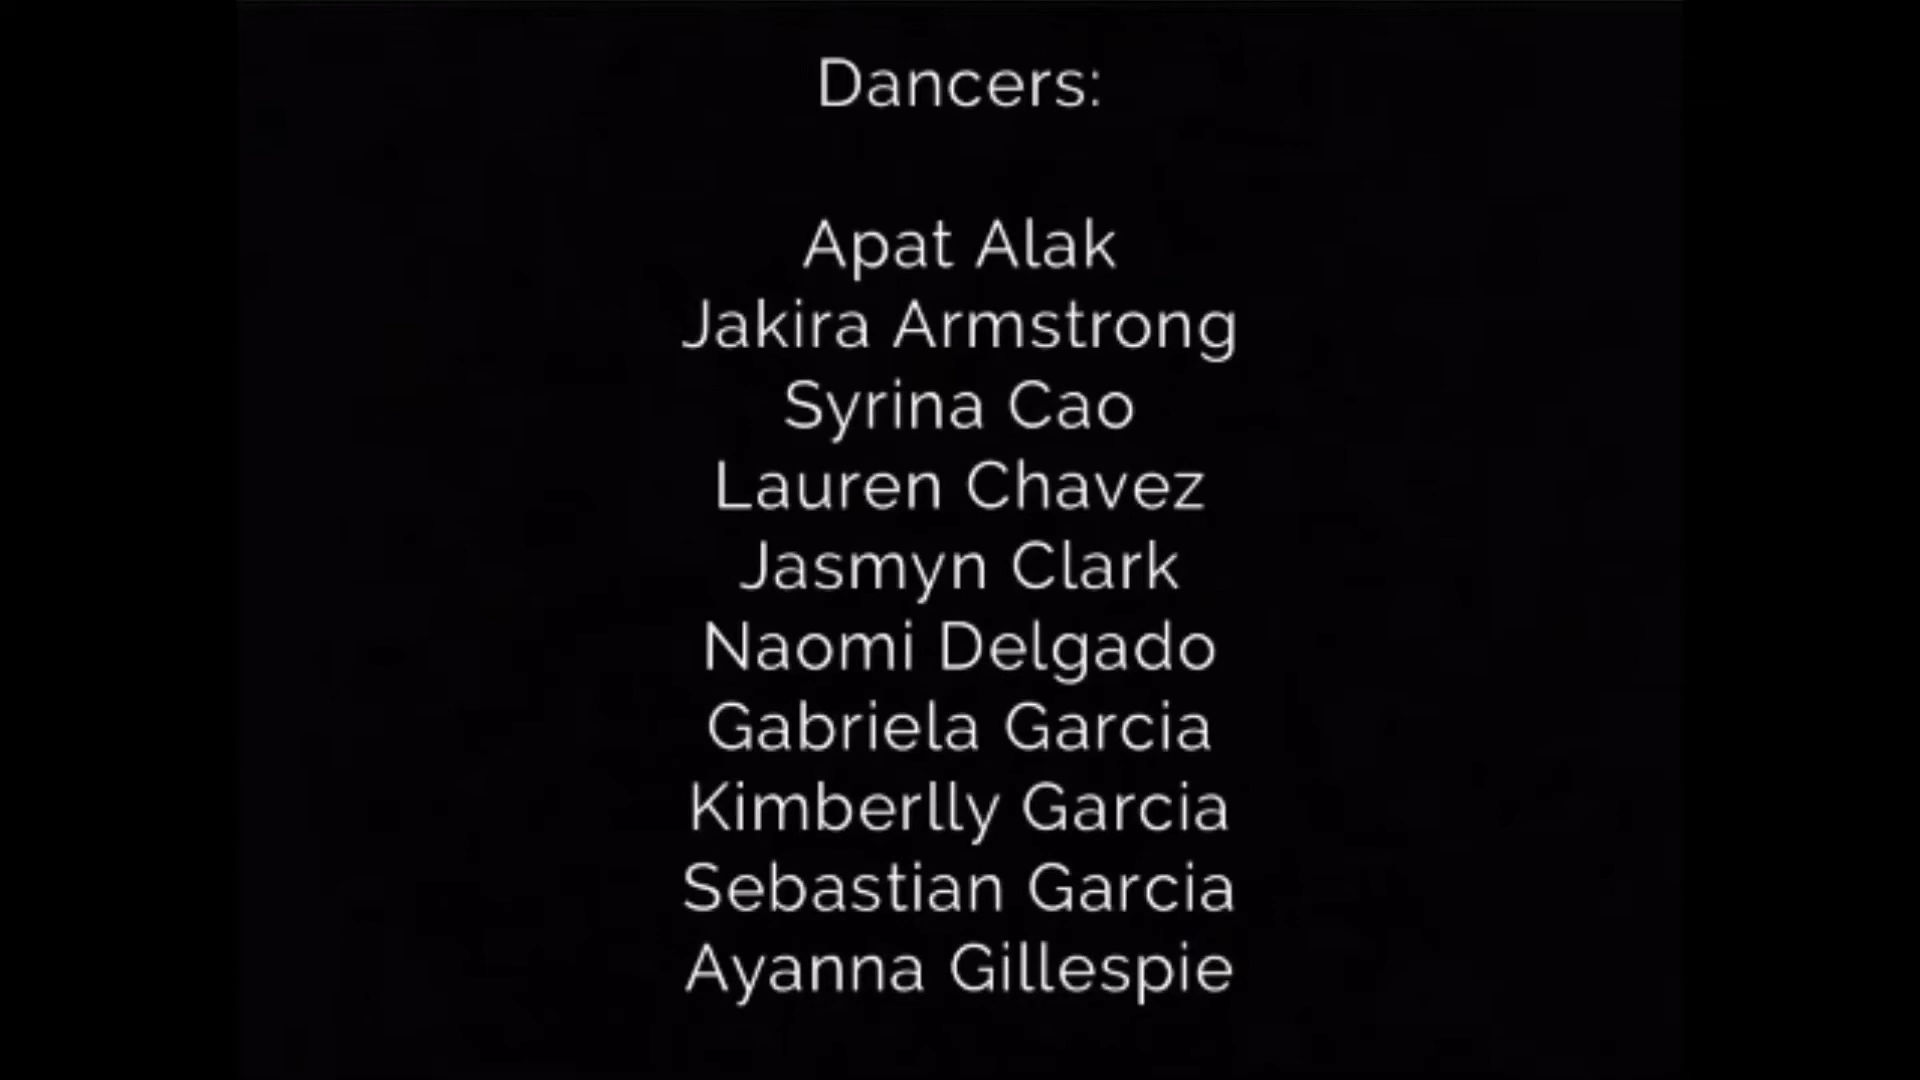 Dancers:
Apat Alak
Jakira Armstrong
Syrina Cao
Lauren Chavez
Jasmyn Clark
Naomi Delgado
Gabriela Garcia
Kimberlly Garcia
Sebastian Garcia
Ayanna Gillespie